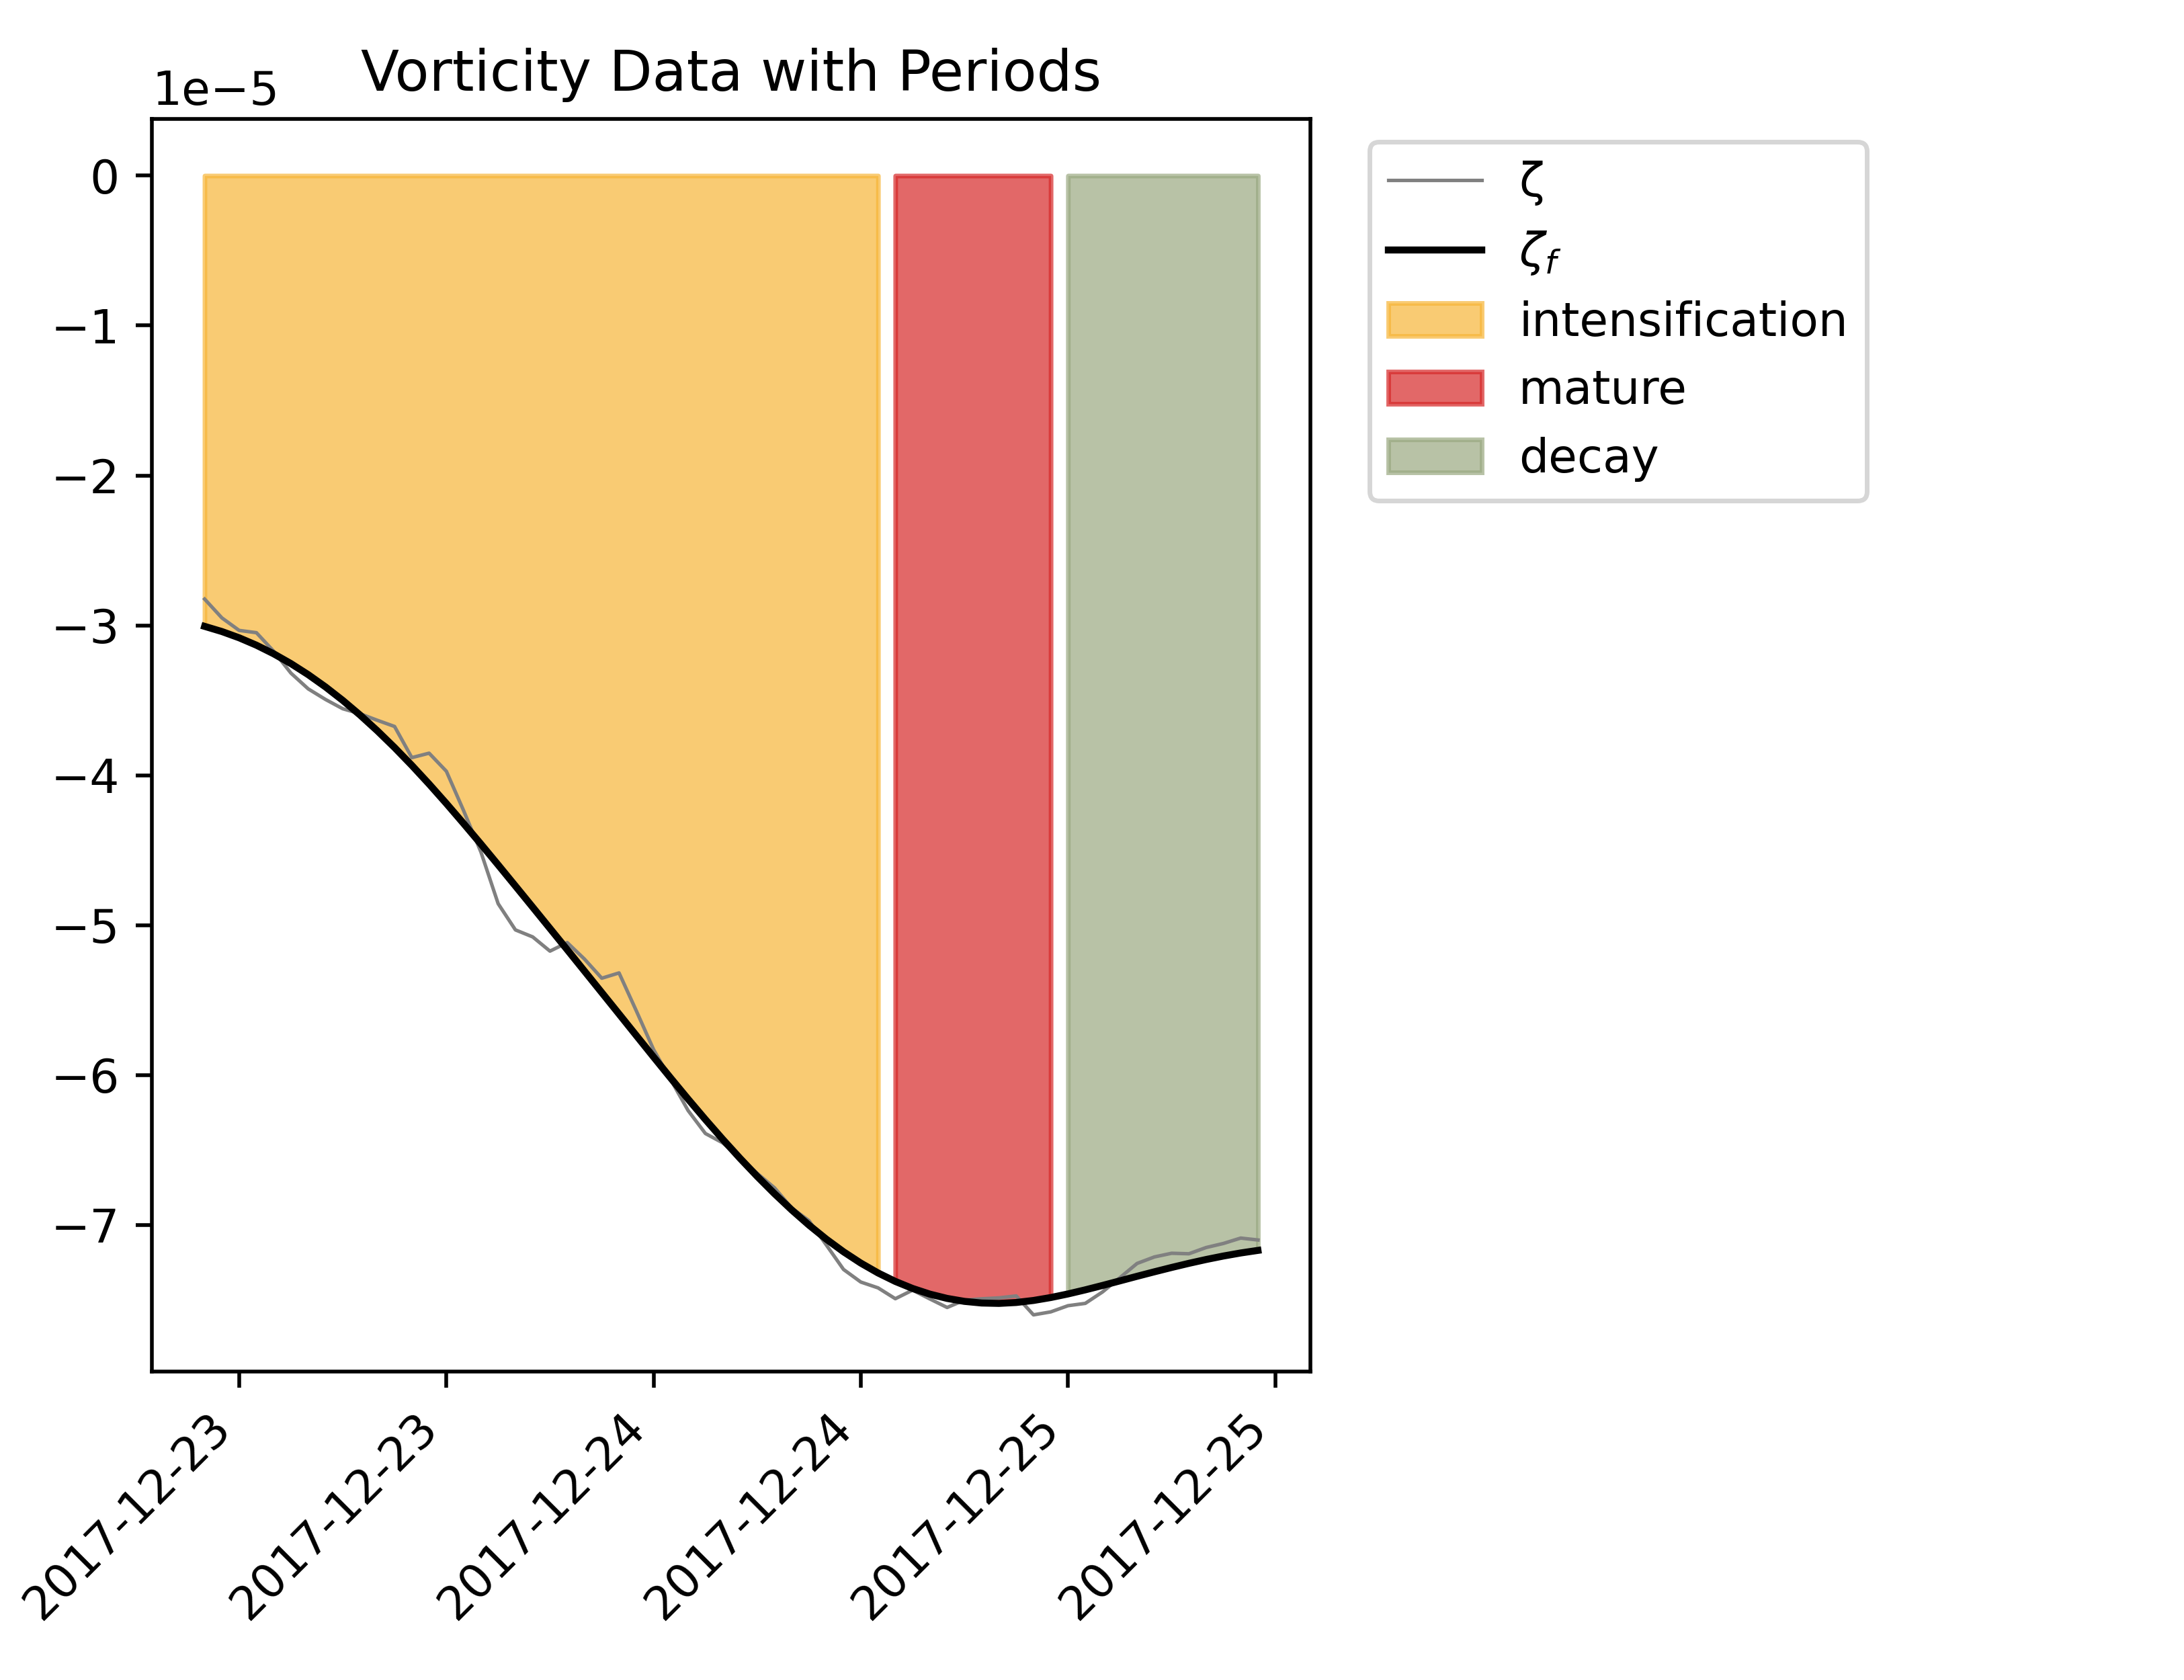 Vorticity Data with Periods
1e−5
0
−1
−2
−3
−4
−5
−6
−7
2017-12-23
2017-12-23
2017-12-24
2017-12-24
2017-12-25
2017-12-25
ζ
ζf
intensification
mature
decay